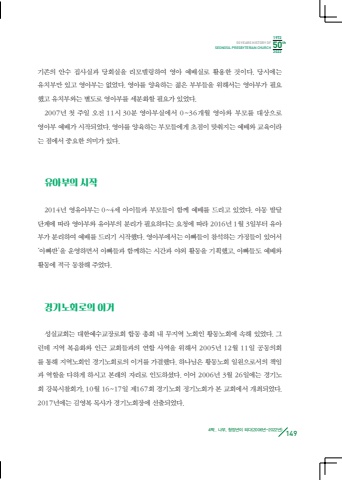 1972
50 YEARS HISTORY OF
SEONGSIL PRESBYTERIAN CHURCH
50th
2022
기존의 안수 집사실과 당회실을 리모델링하여 영아 예배실로 활용한 것이다. 당시에는
유치부만 있고 영아부는 없었다. 영아를 양육하는 젊은 부부들을 위해서는 영아부가 필요
했고 유치부와는 별도로 영아부를 세분화할 필요가 있었다.
2007년 첫 주일 오전 11시 30분 영아부실에서 0~36개월 영아와 부모를 대상으로
영아부 예배가 시작되었다. 영아를 양육하는 부모들에게 초점이 맞춰지는 예배와 교육이라
는 점에서 중요한 의미가 있다.
유아부의 시작
2014년 영유아부는 0~4세 아이들과 부모들이 함께 예배를 드리고 있었다. 아동 발달
단계에 따라 영아부와 유아부의 분리가 필요하다는 요청에 따라 2016년 1월 3일부터 유아
부가 분리하여 예배를 드리기 시작했다. 영아부에서는 아빠들이 참석하는 가정들이 있어서
‘아빠반’을 운영하면서 아빠들과 함께하는 시간과 야외 활동을 기획했고, 아빠들도 예배와
활동에 적극 동참해 주었다.
경기노회로의 이거
성실교회는 대한예수교장로회 합동 총회 내 무지역 노회인 황동노회에 속해 있었다. 그
런데 지역 복음화와 인근 교회들과의 연합 사역을 위해서 2005년 12월 11일 공동의회
를 통해 지역노회인 경기노회로의 이거를 가결했다. 하나님은 황동노회 일원으로서의 책임
과 역할을 다하게 하시고 본래의 자리로 인도하셨다. 이어 2006년 3월 26일에는 경기노
회 강북시찰회가, 10월 16~17일 제167회 경기노회 정기노회가 본 교회에서 개최되었다.
2017년에는 김영복 목사가 경기노회장에 선출되었다.
149